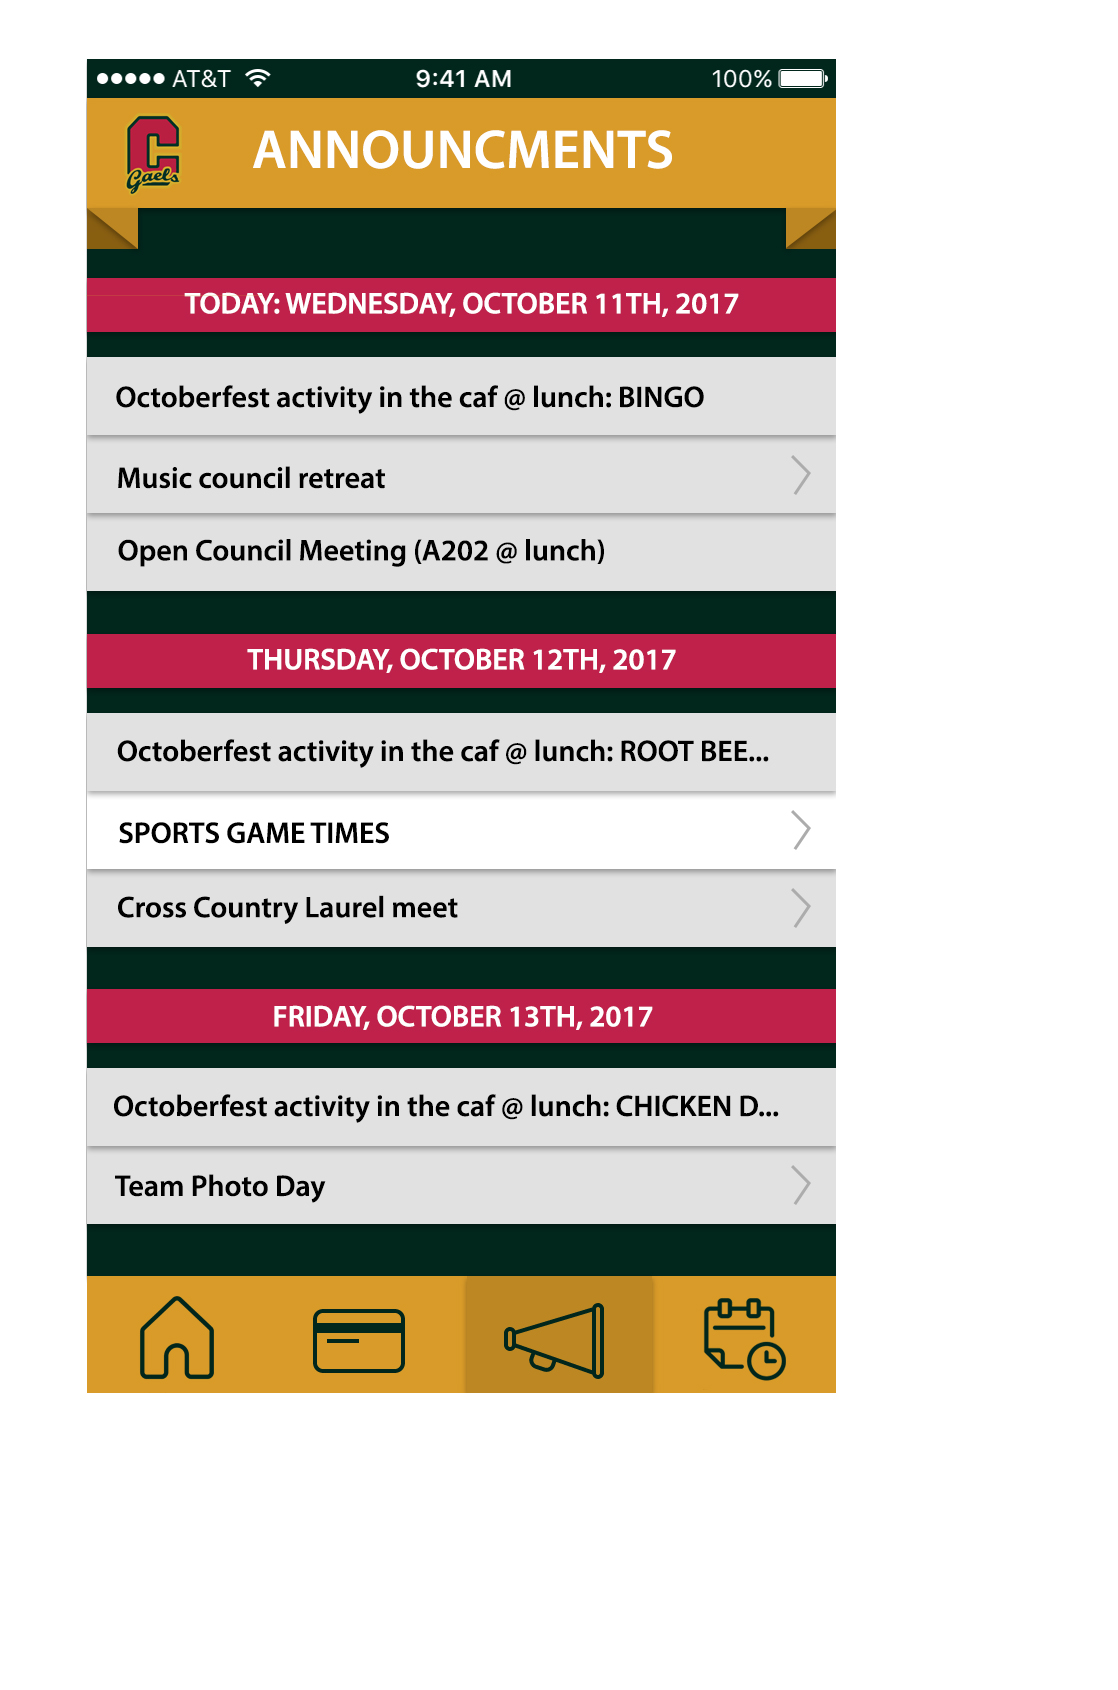 AT&T 9:41 AM 100%
C
Gaels
ANNOUNCMENTS
TODAY: WEDNESDAY, OCTOBER 11TH, 2017
Octoberfest activity in the caf @ lunch: BINGO
Music council retreat
Open Council Meeting (A202 @ lunch)
THURSDAY, OCTOBER 12TH, 2017
Octoberfest activity in the caf @ lunch: ROOT BEE...
SPORTS GAME TIMES
Cross Country Laurel meet
FRIDAY, OCTOBER 13TH, 2017
Octoberfest activity in the caf @ lunch: CHICKEN D...
Team Photo Day